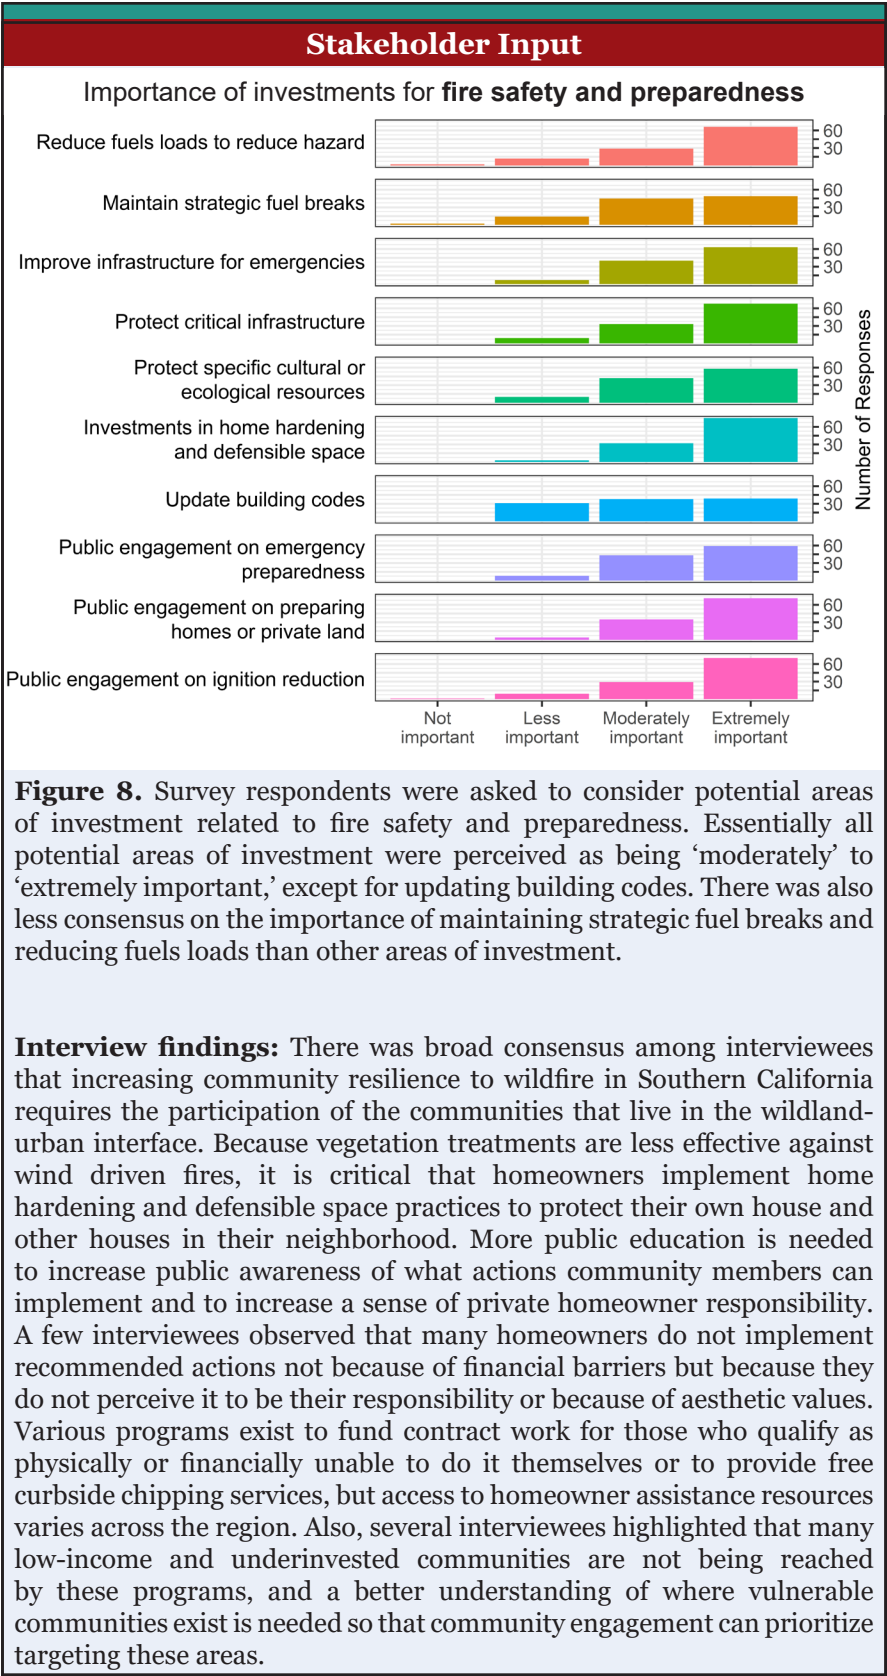 Stakeholder Input
Importance of investments for fire safety and preparedness
Reduce fuels loads to reduce hazard
60
30
Maintain strategic fuel breaks
60
30
Improve infrastructure for emergencies
60
30
Protect critical infrastructure
60
30
Protect specific cultural or
ecological resources
60
30
Investments in home hardening
and defensible space
60
30
Update building codes
60
30
Public engagement on emergency
preparedness
60
30
Public engagement on preparing
homes or private land
60
30
Public engagement on ignition reduction
60
30
Number of Responses
Not
important
Less
important
Moderately
important
Extremely
important
Figure 8. Survey respondents were asked to consider potential areas
of investment related to fire safety and preparedness. Essentially all
potential areas of investment were perceived as being ‘moderately’ to
‘extremely important,’ except for updating building codes. There was also
less consensus on the importance of maintaining strategic fuel breaks and
reducing fuels loads than other areas of investment.
Interview findings: There was broad consensus among interviewees
that increasing community resilience to wildfire in Southern California
requires the participation of the communities that live in the wildland-
urban interface. Because vegetation treatments are less effective against
wind driven fires, it is critical that homeowners implement home
hardening and defensible space practices to protect their own house and
other houses in their neighborhood. More public education is needed
to increase public awareness of what actions community members can
implement and to increase a sense of private homeowner responsibility.
A few interviewees observed that many homeowners do not implement
recommended actions not because of financial barriers but because they
do not perceive it to be their responsibility or because of aesthetic values.
Various programs exist to fund contract work for those who qualify as
physically or financially unable to do it themselves or to provide free
curbside chipping services, but access to homeowner assistance resources
varies across the region. Also, several interviewees highlighted that many
low-income and underinvested communities are not being reached
by these programs, and a better understanding of where vulnerable
communities exist is needed so that community engagement can prioritize
targeting these areas.